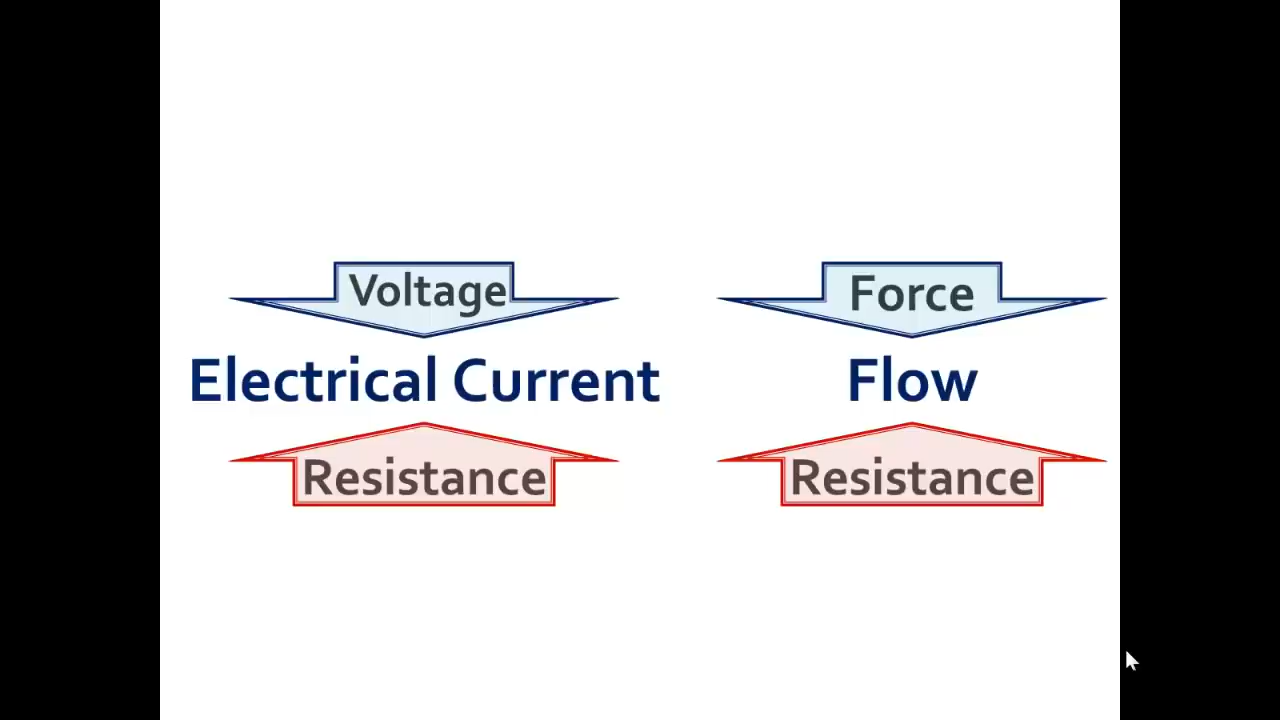 Voltage
Electrical Current
Resistance
Force
Flow
Resistance